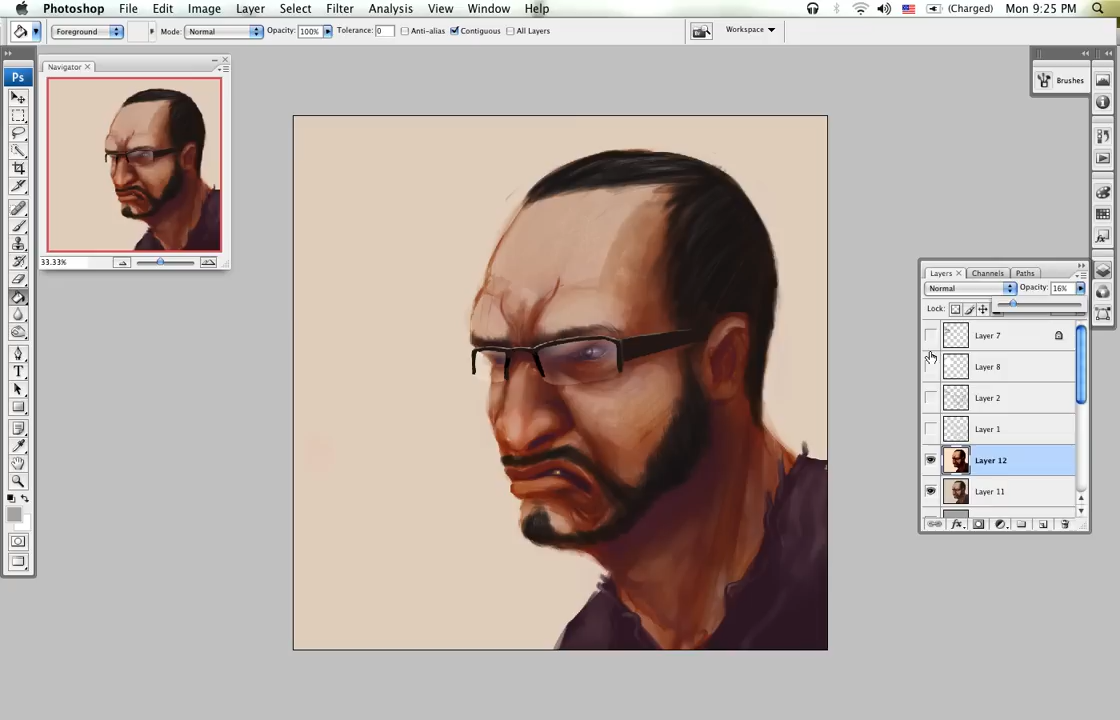 Photoshop File Edit Image Layer Select Filter Analysis View Window Help (Charged) Mon 9:25 PM
Foreground Mode: Normal Opacity: 100% Tolerance: 0 Anti-alias Contiguous All Layers Workspace
Navigator
Ps
Brushes
33.33%
Layers Channels Paths
Normal Opacity: 16%
Lock:
Layer 7
Layer 8
Layer 2
Layer 1
Layer 12
Layer 11
T
fx